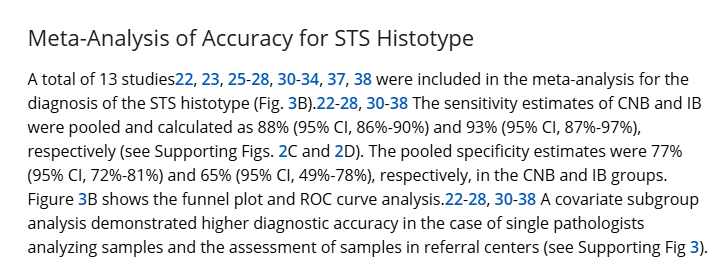 Meta-Analysis of Accuracy for STS Histotype
A total of 13 studies22, 23, 25-28, 30-34, 37, 38 were included in the meta-analysis for the
diagnosis of the STS histotype (Fig. 3B).22-28, 30-38 The sensitivity estimates of CNB and IB
were pooled and calculated as 88% (95% CI, 86%-90%) and 93% (95% CI, 87%-97%),
respectively (see Supporting Figs. 2C and 2D). The pooled specificity estimates were 77%
(95% CI, 72%-81%) and 65% (95% CI, 49%-78%), respectively, in the CNB and IB groups.
Figure 3B shows the funnel plot and ROC curve analysis.22-28, 30-38 A covariate subgroup
analysis demonstrated higher diagnostic accuracy in the case of single pathologists
analyzing samples and the assessment of samples in referral centers (see Supporting Fig 3).